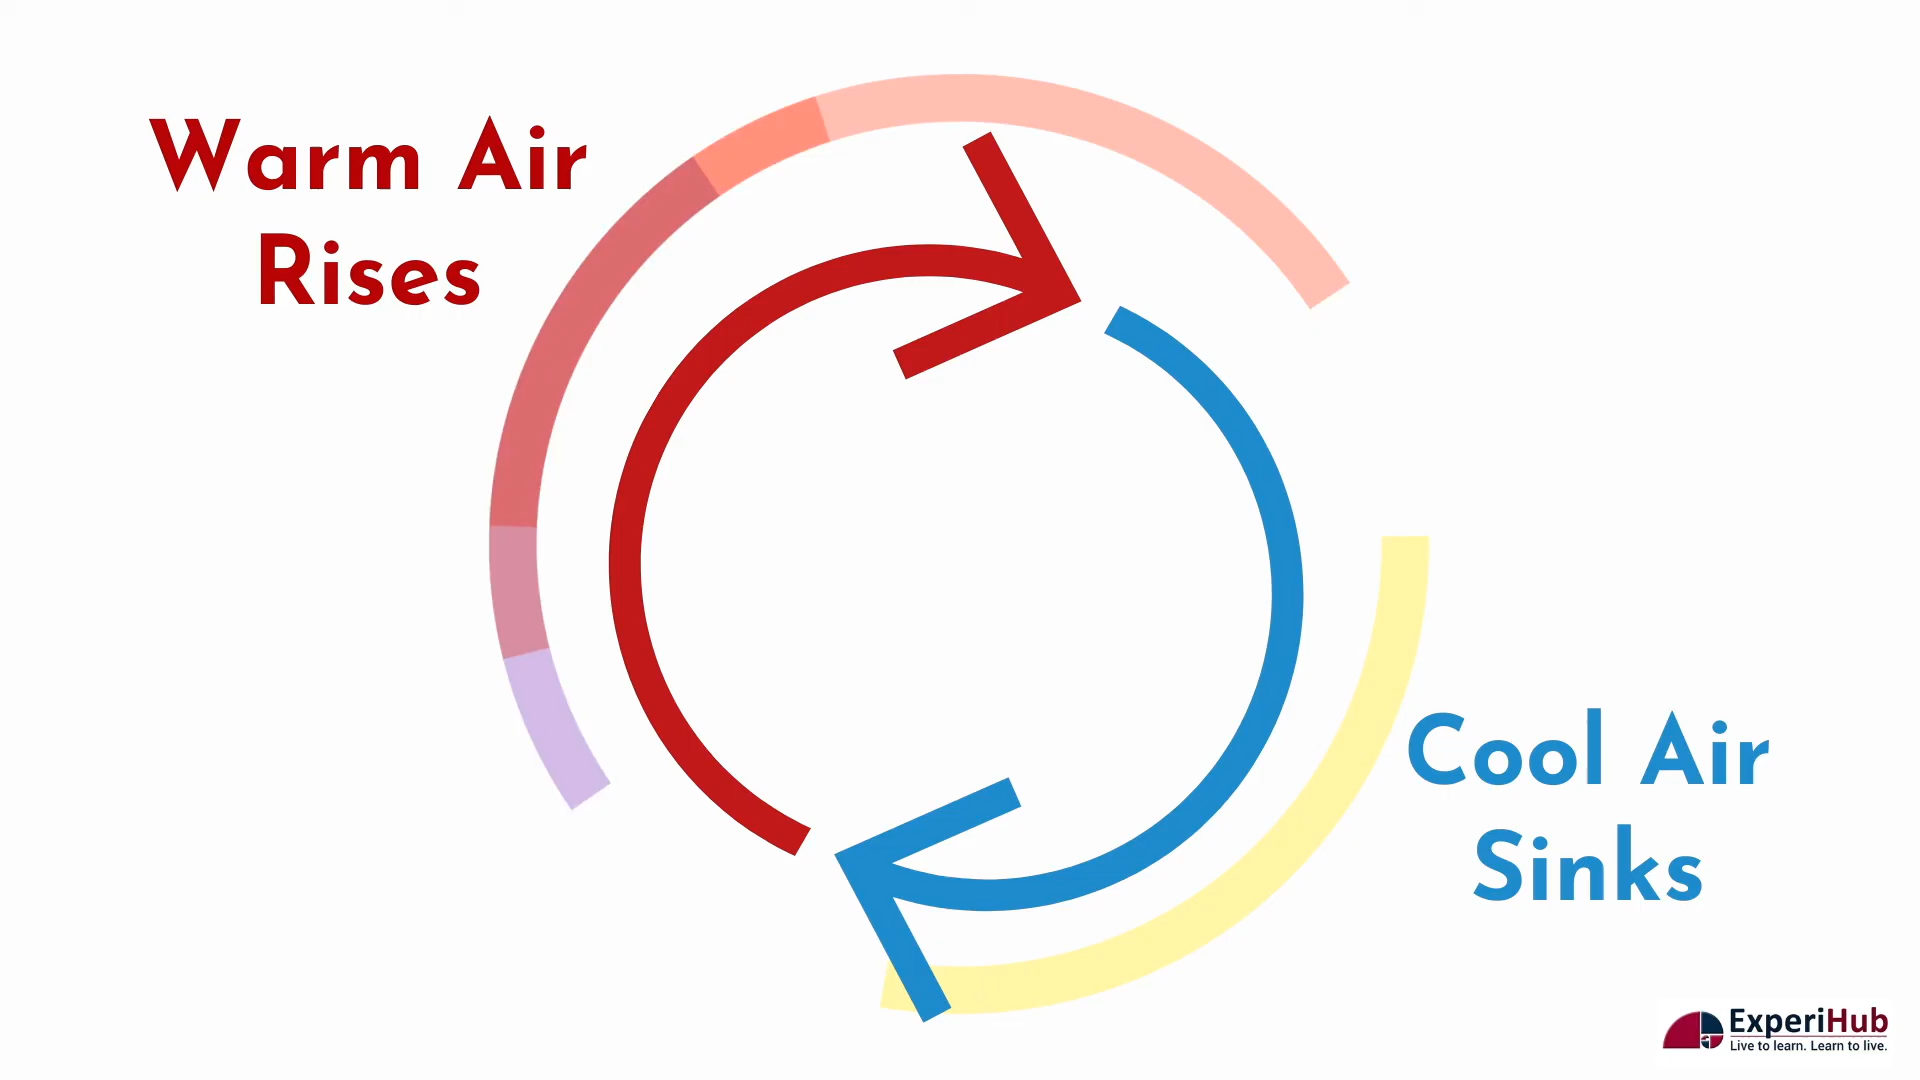 Warm Air
Rises
Cool Air
Sinks
ExperiHub
Live to learn. Learn to live.